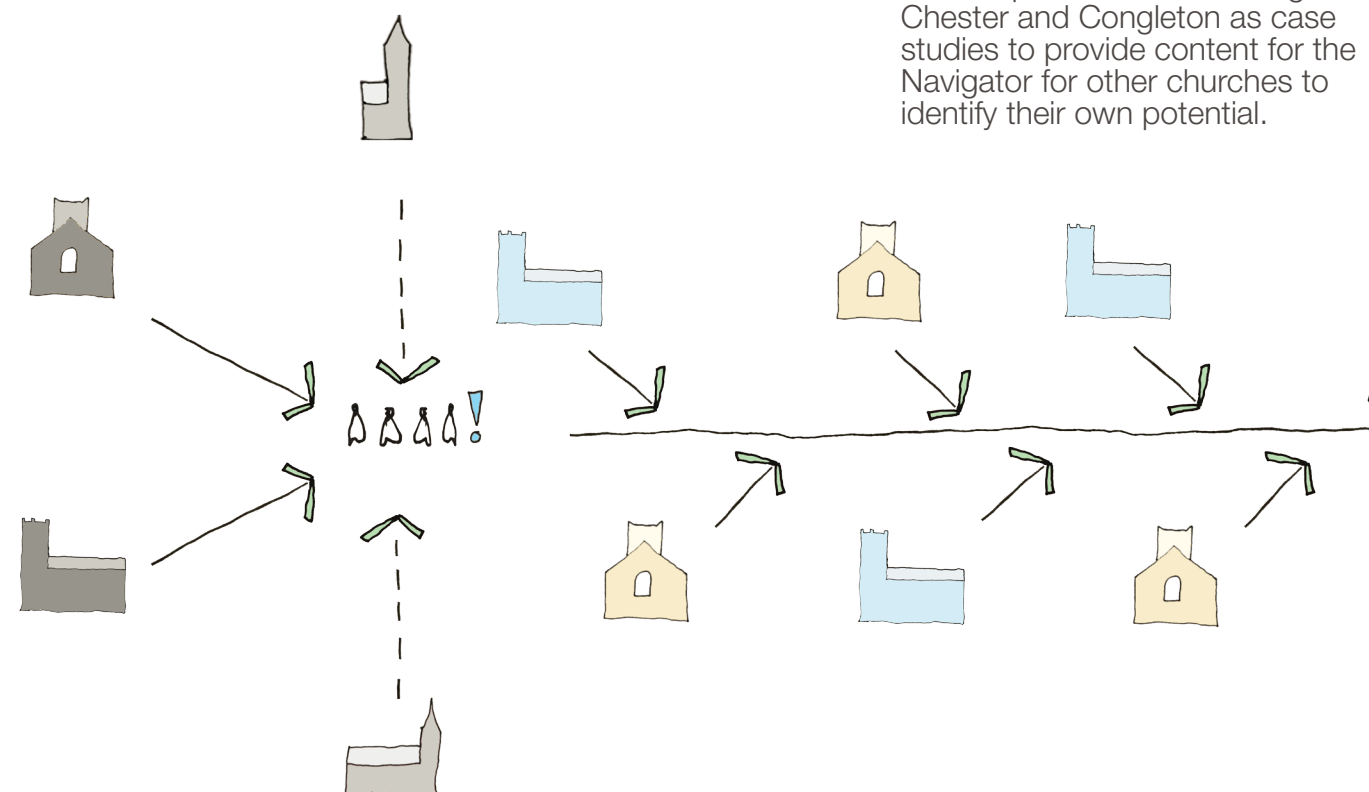 Chester and Congleton as case
studies to provide content for the
Navigator for other churches to
identify their own potential.